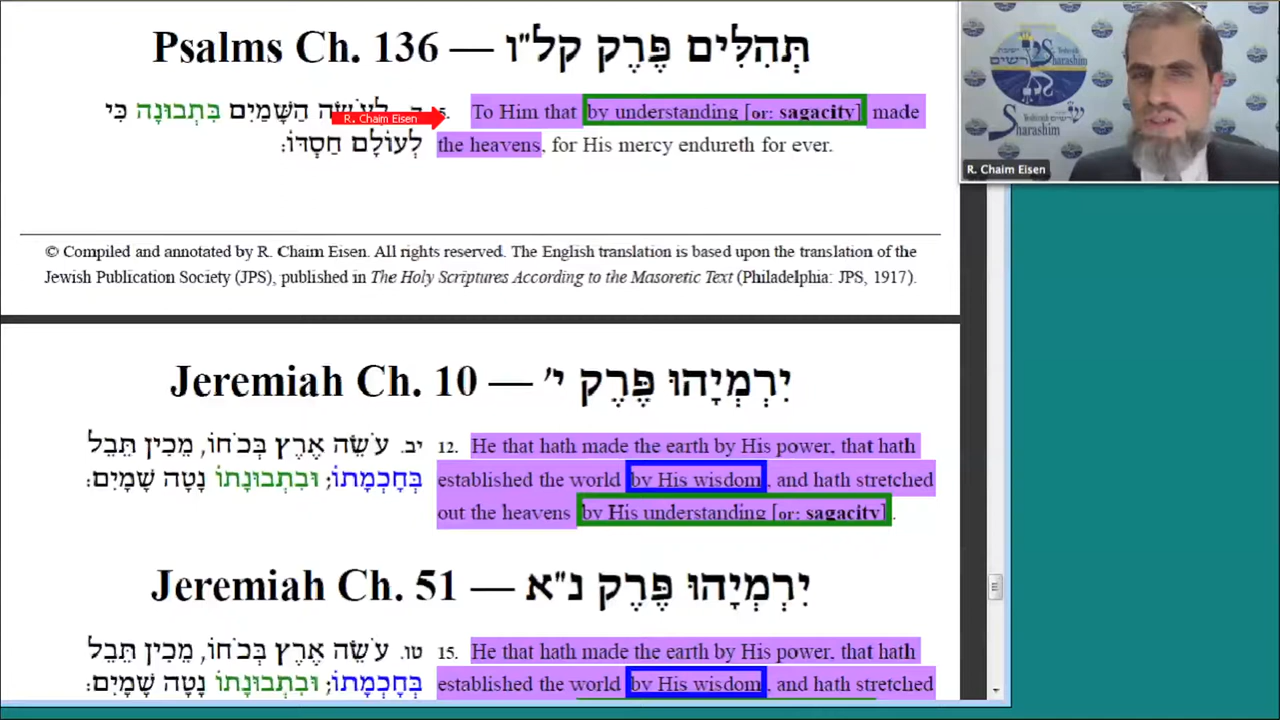 Psalms Ch. 136 — תְּהִלִּים פֶּרֶק קל"ו
5. To Him that by understanding [or: sagacity] made
the heavens, for His mercy endureth for ever.
הַשָּׁמַיִם בִּתְבוּנָה כִּי
לְעוֹלָם חַסְדּוֹ:
R. Chaim Eisen
© Compiled and annotated by R. Chaim Eisen. All rights reserved. The English translation is based upon the translation of the
Jewish Publication Society (JPS), published in The Holy Scriptures According to the Masoretic Text (Philadelphia: JPS, 1917).
Jeremiah Ch. 10 — יִרְמְיָהוּ פֶּרֶק י'
12. He that hath made the earth by His power, that hath
established the world by His wisdom, and hath stretched
out the heavens by His understanding [or: sagacity].
יב. עֹשֵׂה אֶרֶץ בְּכֹחוֹ, מֵכִין תֵּבֵל
בְּחָכְמָתוֹ; וּבִתְבוּנָתוֹ נָטָה שָׁמָיִם:
Jeremiah Ch. 51 — יִרְמְיָהוּ פֶּרֶק נ"א
15. He that hath made the earth by His power, that hath
established the world by His wisdom, and hath stretched
טו. עֹשֵׂה אֶרֶץ בְּכֹחוֹ, מֵכִין תֵּבֵל
בְּחָכְמָתוֹ; וּבִתְבוּנָתוֹ נָטָה שָׁמָיִם:
Sharashim
R. Chaim Eisen